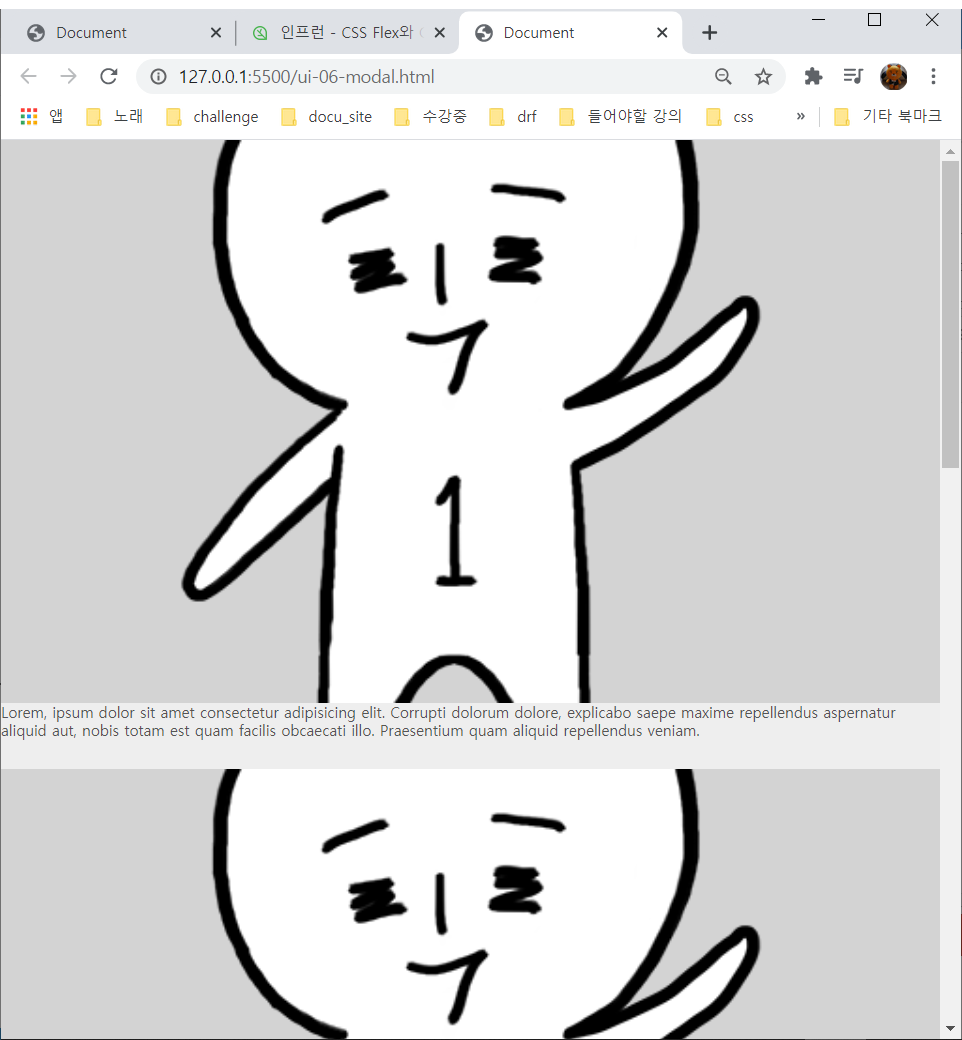 Document
인프런 - CSS Flex와
Document
127.0.0.1:5500/ui-06-modal.html
앱 노래 challenge docu_site 수강중 drf 들어야할 강의 css » 기타 북마크
1
Lorem, ipsum dolor sit amet consectetur adipisicing elit. Corrupti dolorum dolore, explicabo saepe maxime repellendus aspernatur
aliquid aut, nobis totam est quam facilis obcaecati illo. Praesentium quam aliquid repellendus veniam.